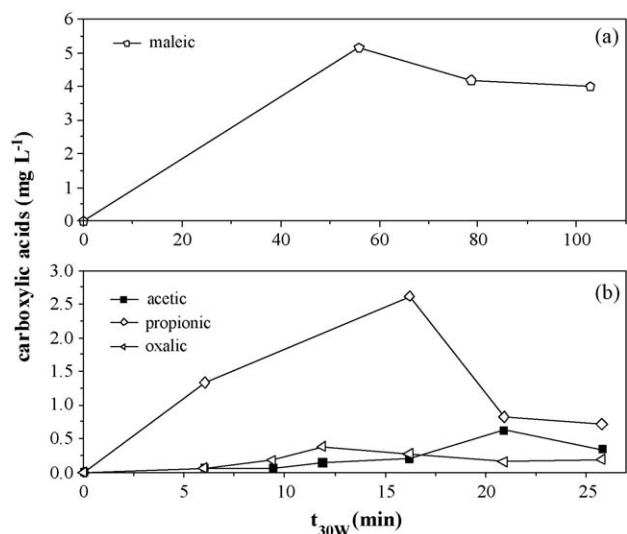 carboxylic acids (mg L⁻¹)
(a)
maleic
6
5
4
3
2
1
0
0 20 40 60 80 100
(b)
acetic
propionic
oxalic
3.0
2.5
2.0
1.5
1.0
0.5
0.0
0 5 10 15 20 25
t30W (min)